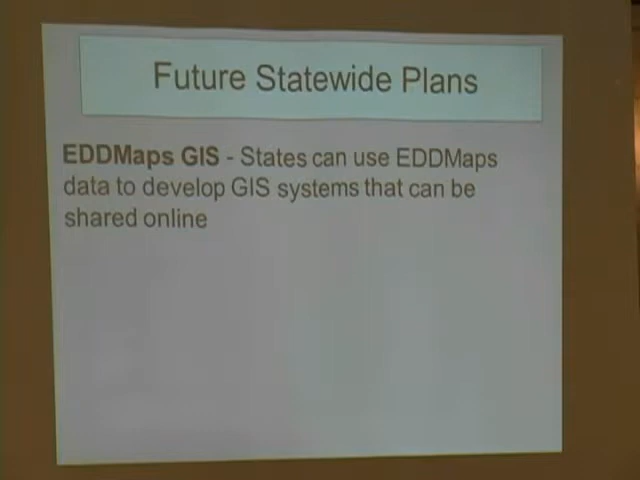 Future Statewide Plans
EDDMaps GIS - States can use EDDMaps
data to develop GIS systems that can be
shared online